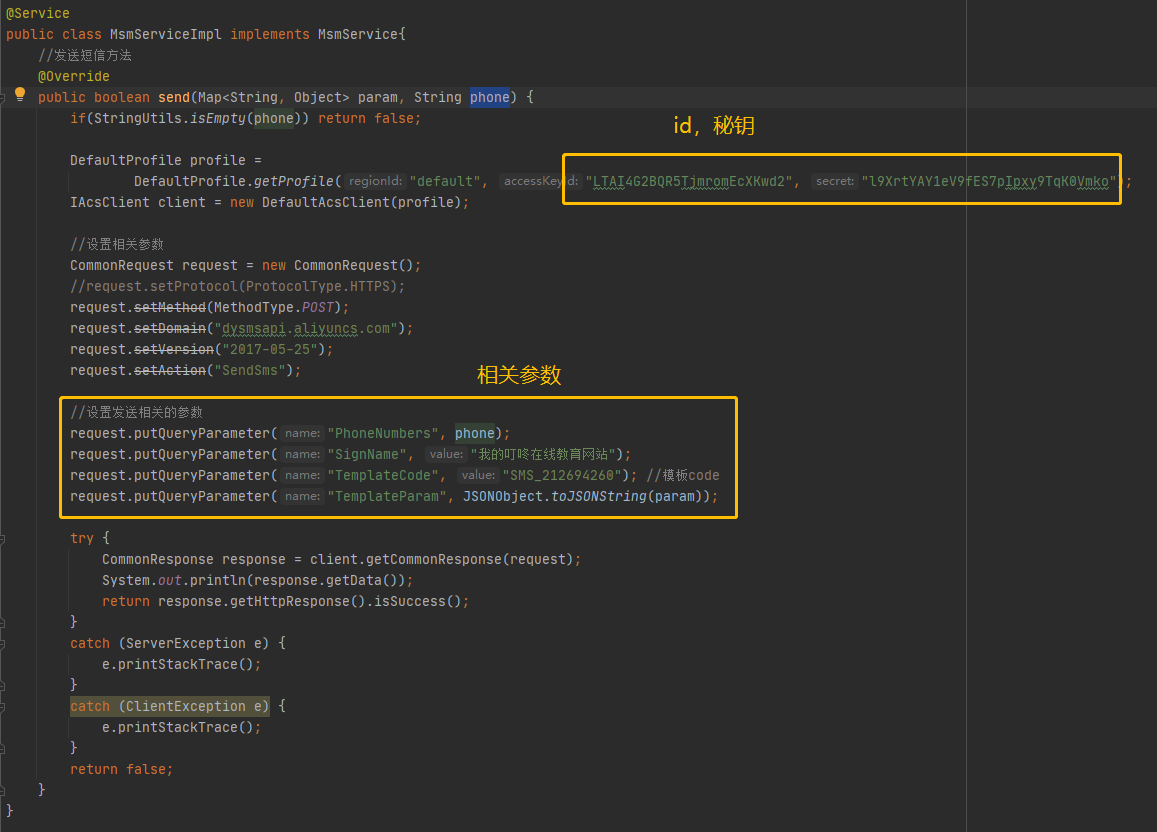 @Service
public class MsmServiceImpl implements MsmService{
//发送短信方法
@Override
public boolean send(Map<String, Object> param, String phone) {
if(StringUtils.isEmpty(phone)) return false;
id，秘钥
DefaultProfile profile =
DefaultProfile.getProfile( regionId: "default", accessKeyId: "LTAI4G2BQR5TjmromEcXKwd2", secret: "l9XrtYAY1eV9fES7pIpxy9TqK0Vmko");
IAcsClient client = new DefaultAcsClient(profile);
//设置相关参数
CommonRequest request = new CommonRequest();
//request.setProtocol(ProtocolType.HTTPS);
request.setMethod(MethodType.POST);
request.setDomain("dysmsapi.aliyuncs.com");
request.setVersion("2017-05-25");
request.setAction("SendSms");
相关参数
//设置发送相关的参数
request.putQueryParameter( name: "PhoneNumbers", phone);
request.putQueryParameter( name: "SignName", value: "我的叮咚在线教育网站");
request.putQueryParameter( name: "TemplateCode", value: "SMS_212694260"); //模板code
request.putQueryParameter( name: "TemplateParam", JSONObject.toJSONString(param));
try {
CommonResponse response = client.getCommonResponse(request);
System.out.println(response.getData());
return response.getHttpResponse().isSuccess();
}
catch (ServerException e) {
e.printStackTrace();
}
catch (ClientException e) {
e.printStackTrace();
}
return false;
}
}